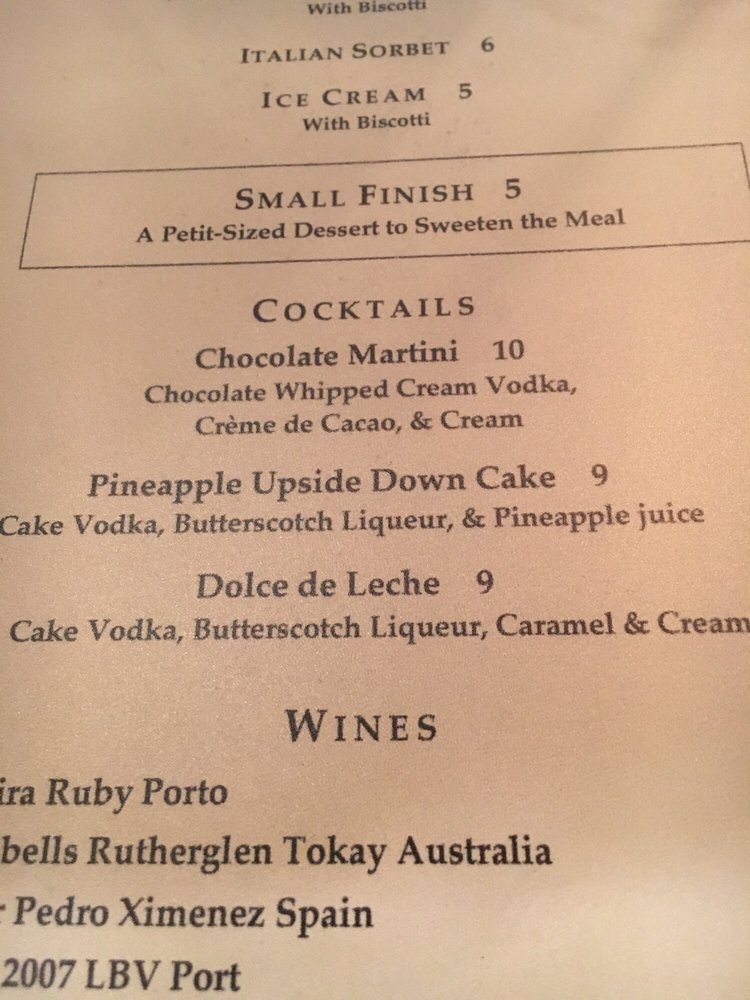 With Biscotti
ITALIAN SORBET 6
ICE CREAM 5
With Biscotti
SMALL FINISH 5
A Petit-Sized Dessert to Sweeten the Meal
COCKTAILS
Chocolate Martini 10
Chocolate Whipped Cream Vodka,
Crème de Cacao, & Cream
Pineapple Upside Down Cake 9
Cake Vodka, Butterscotch Liqueur, & Pineapple juice
Dolce de Leche 9
Cake Vodka, Butterscotch Liqueur, Caramel & Cream
WINES
ira Ruby Porto
bells Rutherglen Tokay Australia
Pedro Ximenez Spain
2007 LBV Port